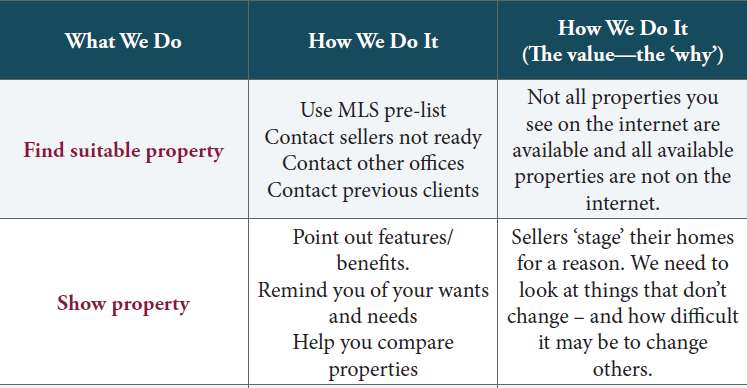 What We Do
How We Do It
How We Do It
(The value—the ‘why’)
Find suitable property
Use MLS pre-list
Contact sellers not ready
Contact other offices
Contact previous clients
Not all properties you
see on the internet are
available and all available
properties are not on the
internet.
Show property
Point out features/
benefits.
Remind you of your wants
and needs
Help you compare
properties
Sellers ‘stage’ their homes
for a reason. We need to
look at things that don’t
change – and how difficult
it may be to change
others.